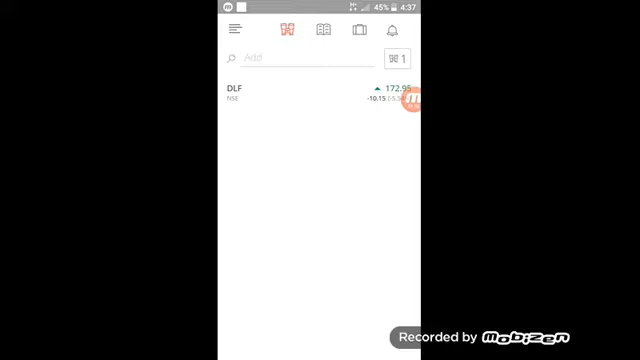 45% 4:37
Add
1
DLF 172.95
NSE -10.15
Recorded by Mobizen